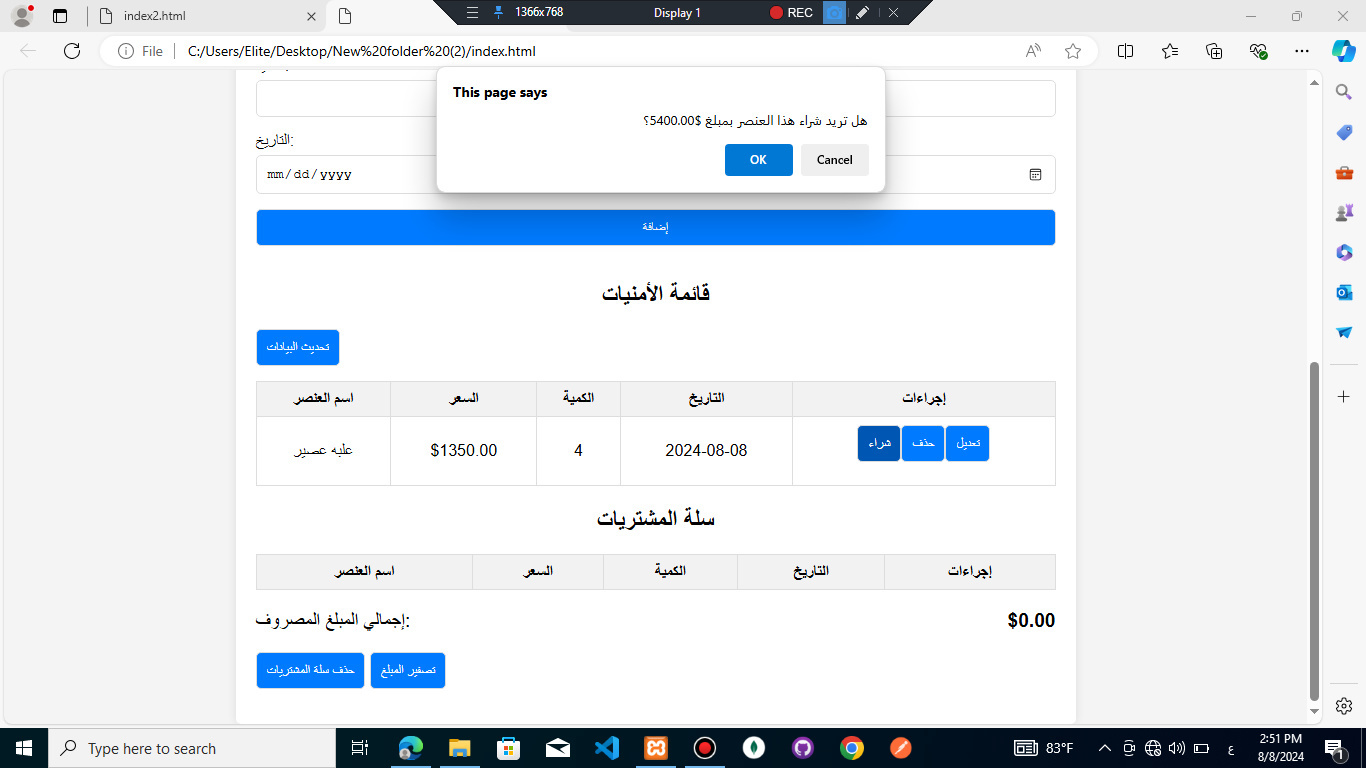 index2.html
1366x768
Display 1
REC
File
C:/Users/Elite/Desktop/New%20folder%20(2)/index.html
This page says
هل تريد شراء هذا العنصر بمبلغ $5400.00؟
OK
Cancel
التاريخ:
mm/dd/yyyy
إضافة
قائمة الأمنيات
تحديث البيانات
اسم العنصر السعر الكمية التاريخ إجراءات
علبه عصير $1350.00 4 2024-08-08 شراء حذف تعديل
سلة المشتريات
اسم العنصر السعر الكمية التاريخ إجراءات
إجمالي المبلغ المصروف: $0.00
حذف سلة المشتريات تصفير المبلغ
Type here to search
83°F
ع
2:51 PM
8/8/2024
1